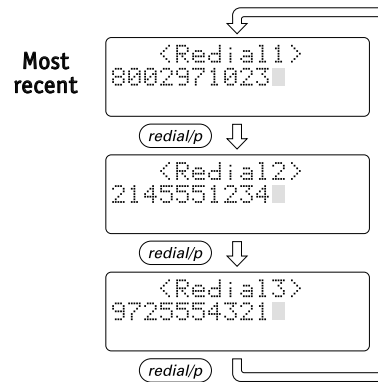 Most
recent
<Redial1>
8002971023
redial/p
<Redial2>
2145551234
redial/p
<Redial3>
9725554321
redial/p